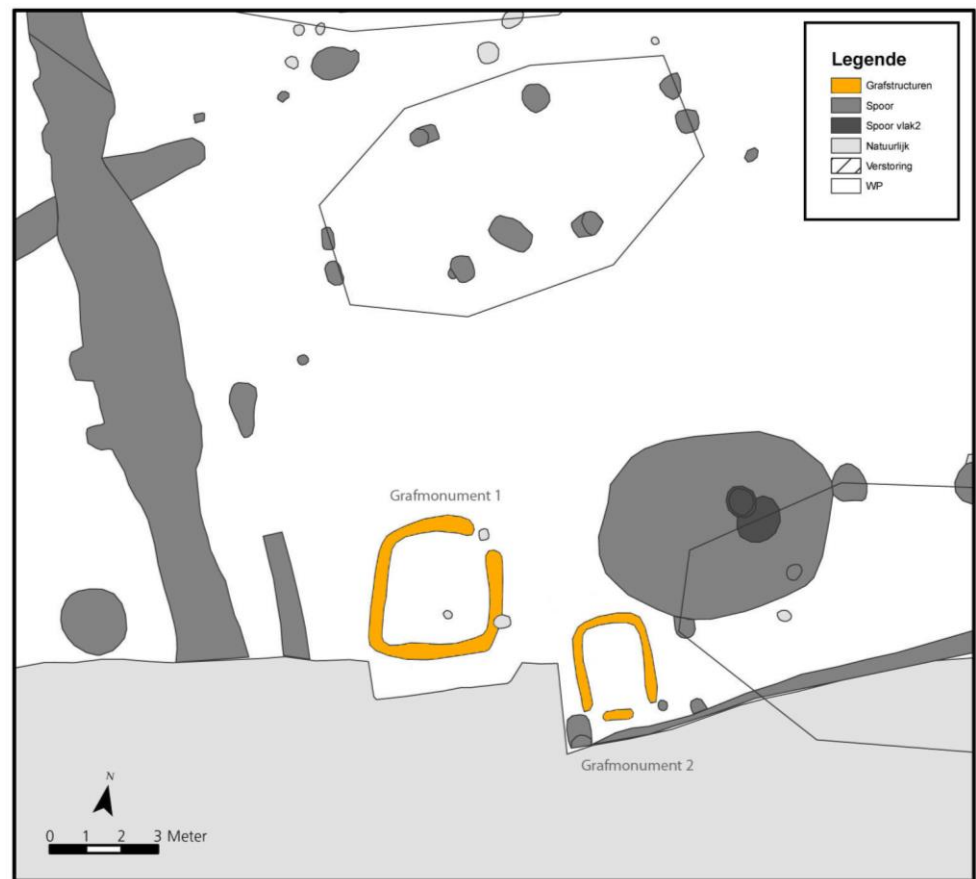 Legende
Grafstructuren
Spoor
Spoor vlak2
Natuurlijk
Verstoring
WP
Grafmonument 1
Grafmonument 2
N
0 1 2 3 Meter